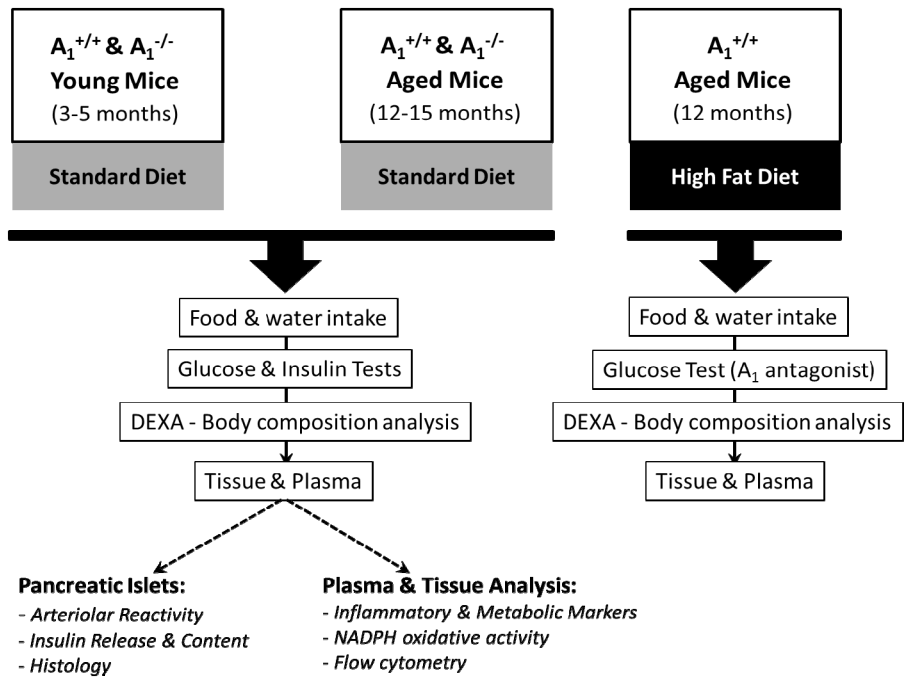 A₁⁺/⁺ & A₁⁻/⁻
Young Mice
(3-5 months)
Standard Diet
A₁⁺/⁺ & A₁⁻/⁻
Aged Mice
(12-15 months)
Standard Diet
A₁⁺/⁺
Aged Mice
(12 months)
High Fat Diet
Food & water intake
Glucose & Insulin Tests
DEXA - Body composition analysis
Tissue & Plasma
Pancreatic Islets:
- Arteriolar Reactivity
- Insulin Release & Content
- Histology
Plasma & Tissue Analysis:
- Inflammatory & Metabolic Markers
- NADPH oxidative activity
- Flow cytometry
Food & water intake
Glucose Test (A₁ antagonist)
DEXA - Body composition analysis
Tissue & Plasma